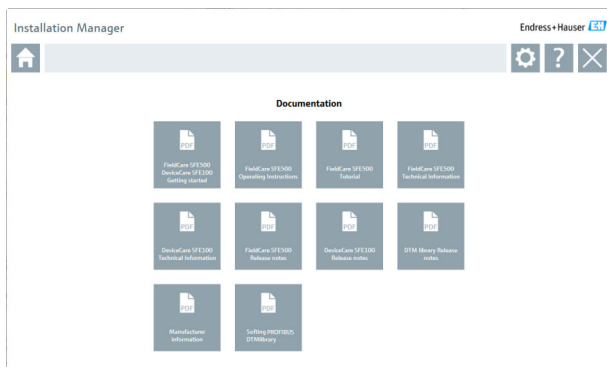 Installation Manager
Endress+Hauser EH
?
Documentation
PDF
FieldCare SFE500
DeviceCare SFE100
Getting started
PDF
FieldCare SFE500
Operating Instructions
PDF
FieldCare SFE500
Tutorial
PDF
FieldCare SFE500
Technical Information
PDF
DeviceCare SFE100
Technical Information
PDF
FieldCare SFE500
Release notes
PDF
DeviceCare SFE100
Release notes
PDF
DTM library Release
notes
PDF
Manufacturer
information
PDF
Softing PROFIBUS
DTMlibrary